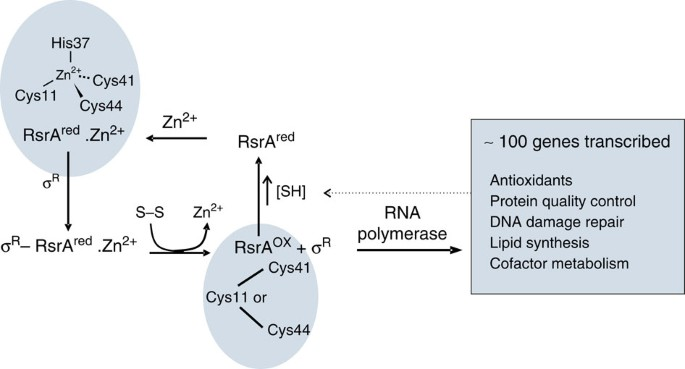 His37
Zn2+
Cys41
Cys11
Cys44
RsrAred .Zn2+
Zn2+
RsrAred
σR
[SH]
S–S
Zn2+
σR– RsrAred .Zn2+
RsrAOX + σR
Cys41
Cys11 or
Cys44
RNA
polymerase
~ 100 genes transcribed
Antioxidants
Protein quality control
DNA damage repair
Lipid synthesis
Cofactor metabolism